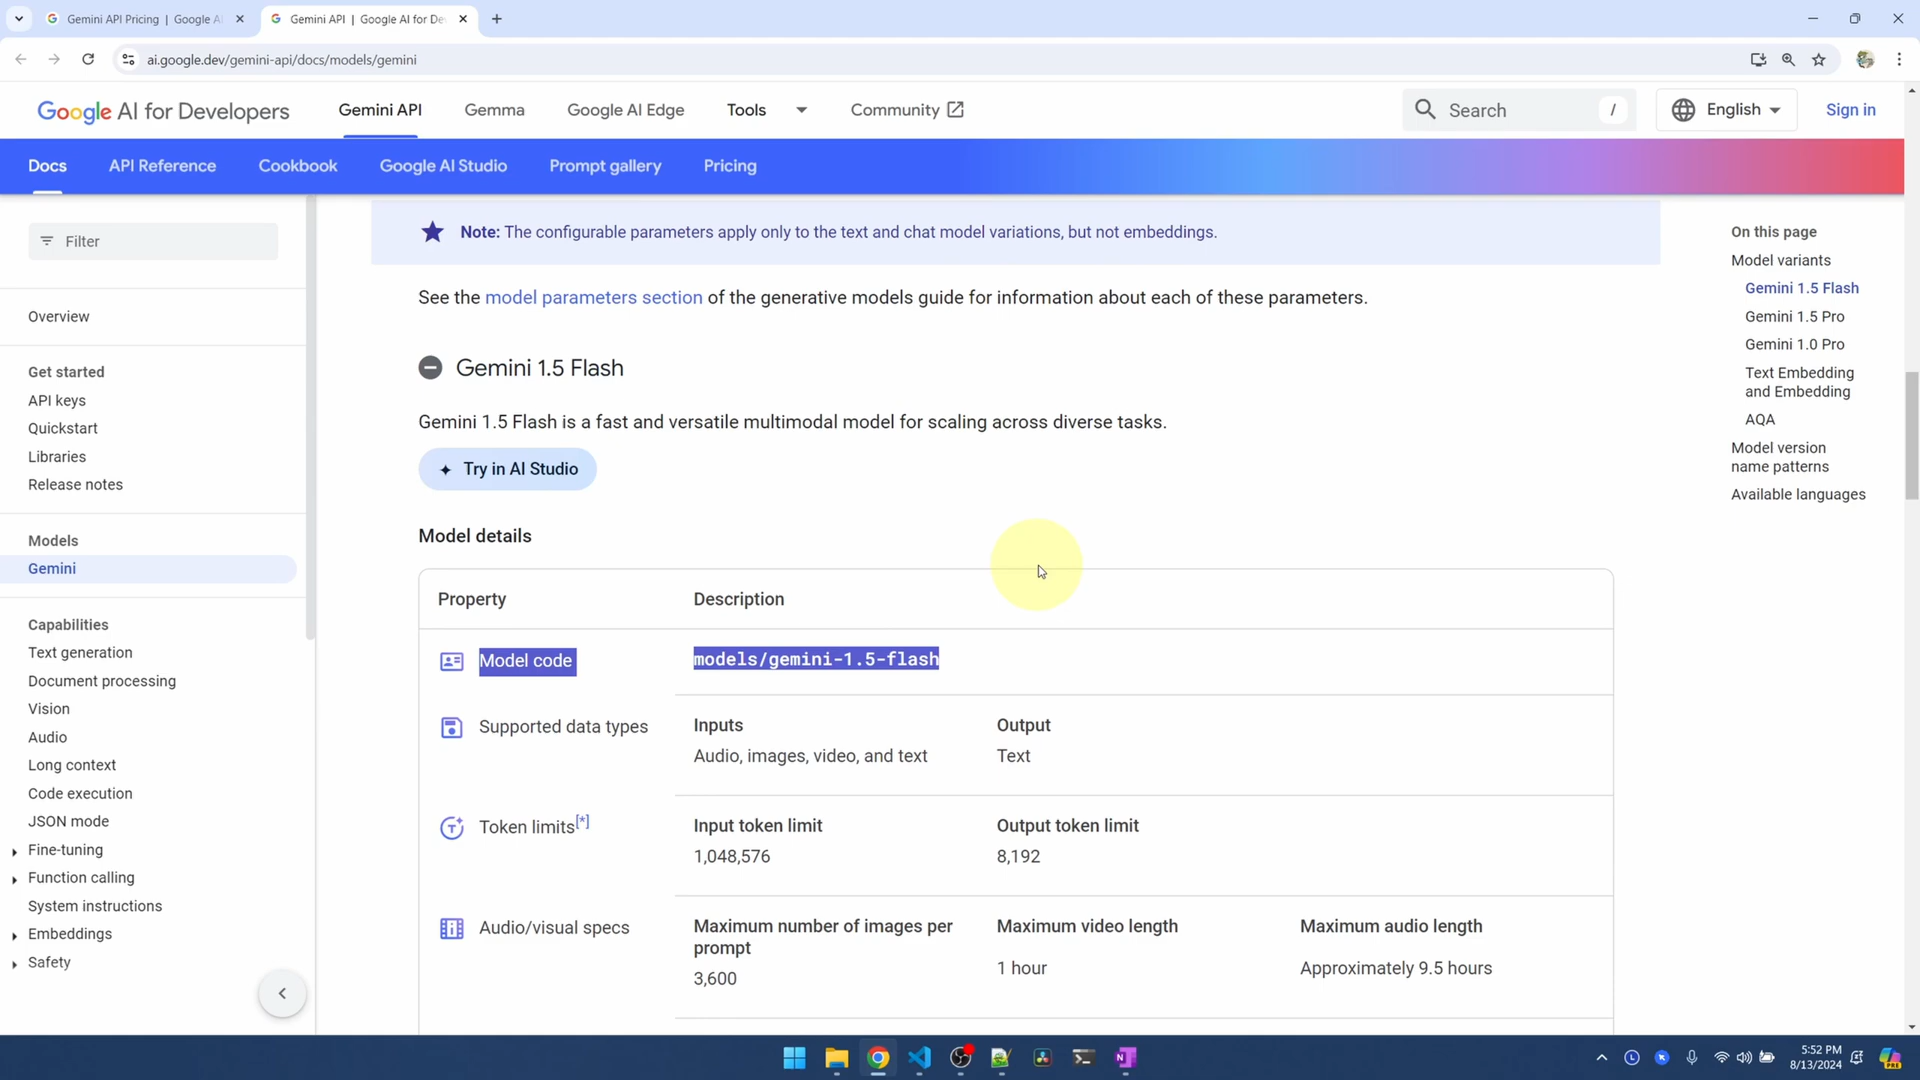 Gemini API Pricing | Google A
Gemini API | Google AI for De
ai.google.dev/gemini-api/docs/models/gemini
Google AI for Developers
Gemini API
Gemma
Google AI Edge
Tools
Community
Search
/
English
Sign in
Docs
API Reference
Cookbook
Google AI Studio
Prompt gallery
Pricing
Filter
Overview
Get started
API keys
Quickstart
Libraries
Release notes
Models
Gemini
Capabilities
Text generation
Document processing
Vision
Audio
Long context
Code execution
JSON mode
Fine-tuning
Function calling
System instructions
Embeddings
Safety
Note: The configurable parameters apply only to the text and chat model variations, but not embeddings.
See the model parameters section of the generative models guide for information about each of these parameters.
Gemini 1.5 Flash
Gemini 1.5 Flash is a fast and versatile multimodal model for scaling across diverse tasks.
Try in AI Studio
Model details
Property
Description
Model code
models/gemini-1.5-flash
Supported data types
Inputs
Audio, images, video, and text
Output
Text
Token limits[*]
Input token limit
1,048,576
Output token limit
8,192
Audio/visual specs
Maximum number of images per
prompt
3,600
Maximum video length
1 hour
Maximum audio length
Approximately 9.5 hours
On this page
Model variants
Gemini 1.5 Flash
Gemini 1.5 Pro
Gemini 1.0 Pro
Text Embedding
and Embedding
AQA
Model version
name patterns
Available languages
5:52 PM
8/13/2024